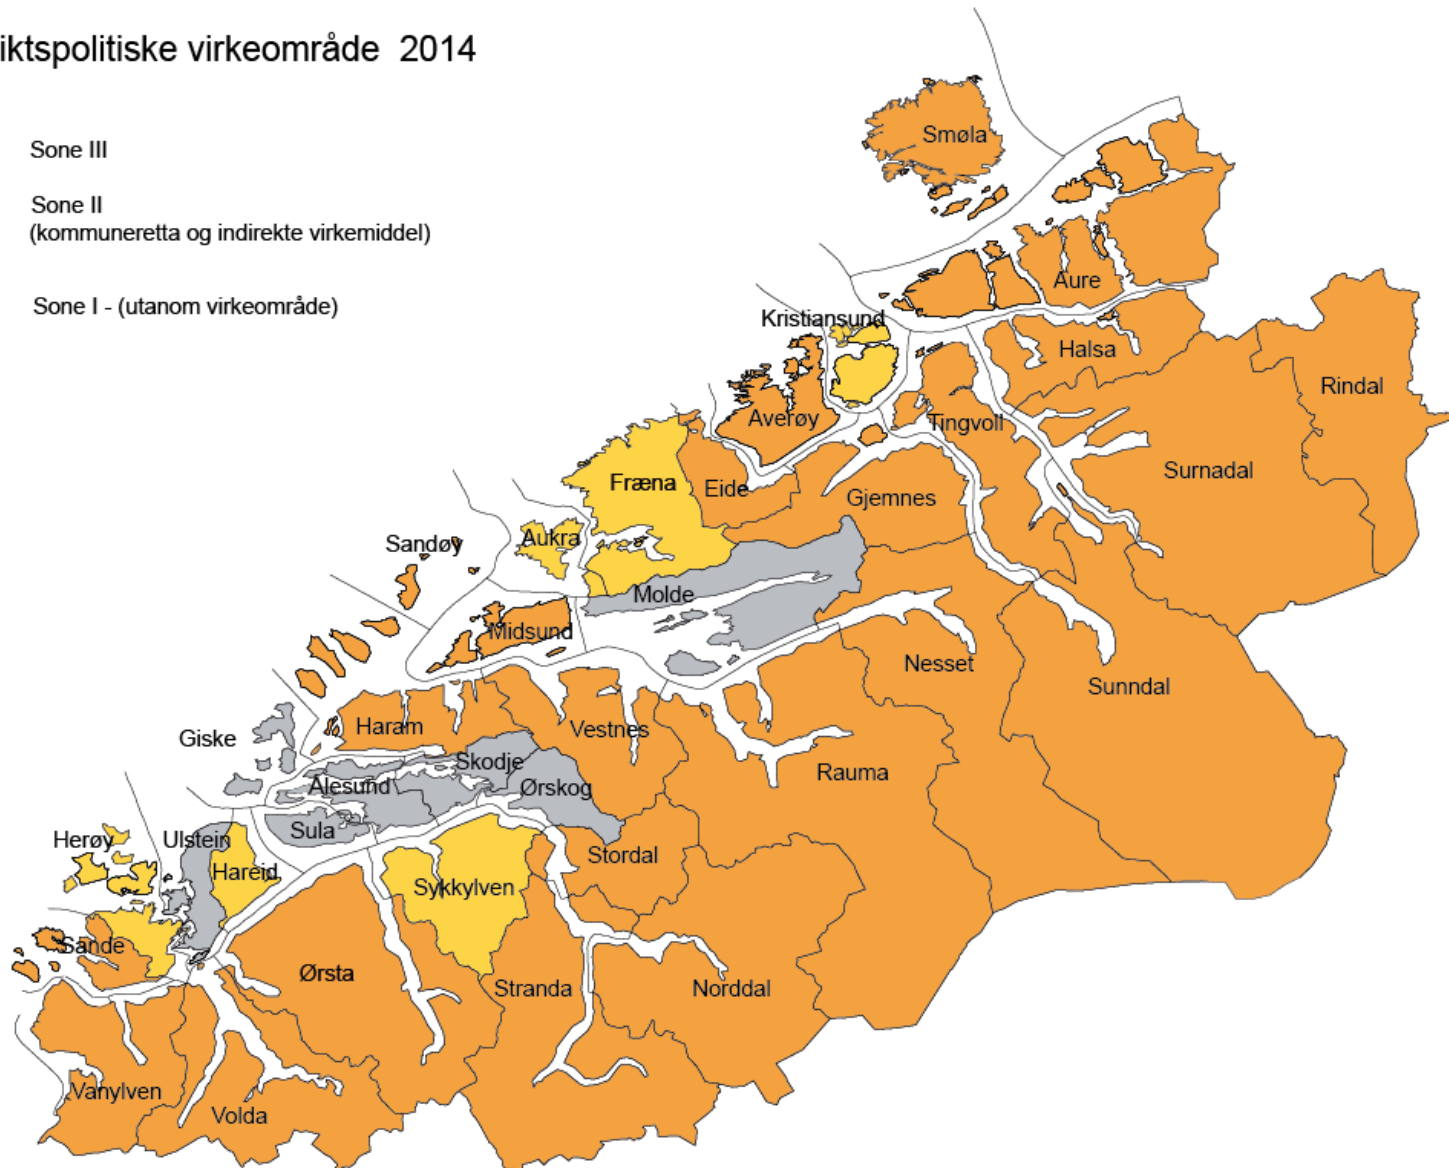 iktspolitiske virkeområde 2014
Sone III
Sone II
(kommuneretta og indirekte virkemiddel)
Sone I - (utanom virkeområde)
Smøla
Aure
Kristiansund
Halsa
Rindal
Averøy
Tingvoll
Surnadal
Fræna
Eide
Gjemnes
Aukra
Sandøy
Molde
Midsund
Nesset
Sunndal
Haram
Vestnes
Giske
Skodje
Rauma
Ålesund
Ørskog
Sula
Herøy
Ulstein
Stordal
Hareid
Sykkylven
Sande
Ørsta
Stranda
Norddal
Vanylven
Volda